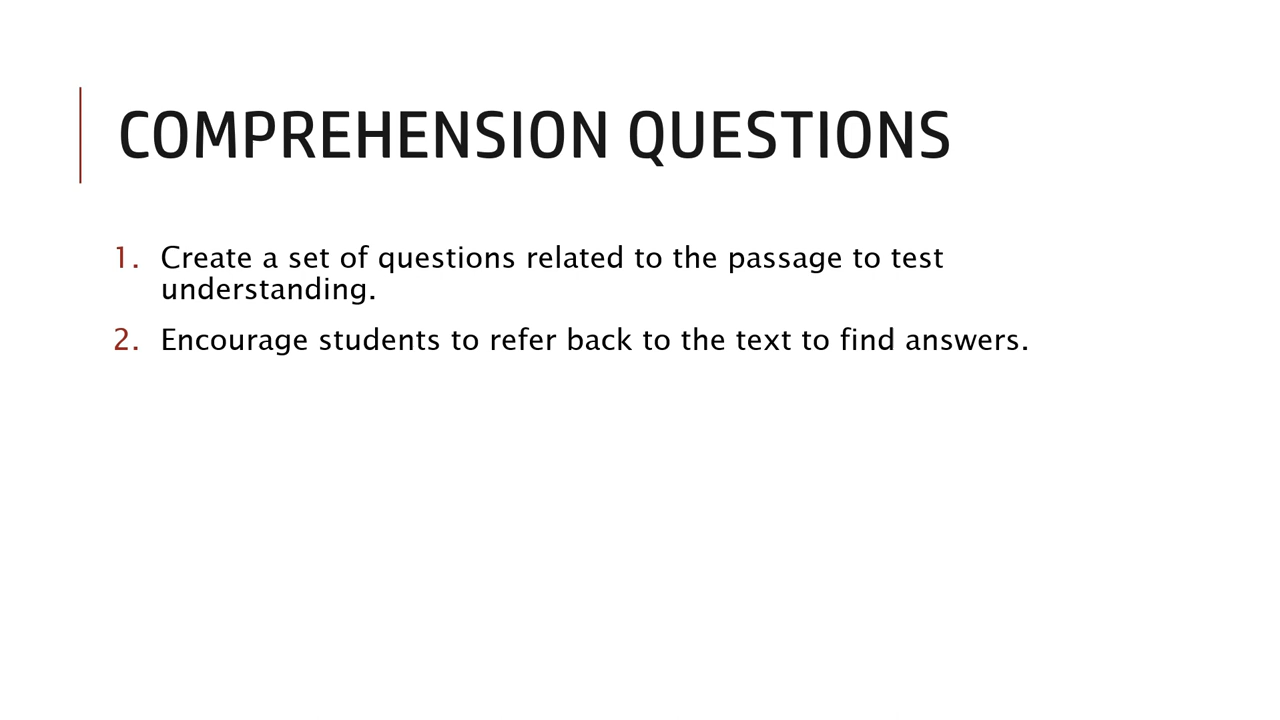 COMPREHENSION QUESTIONS
1. Create a set of questions related to the passage to test
understanding.
2. Encourage students to refer back to the text to find answers.